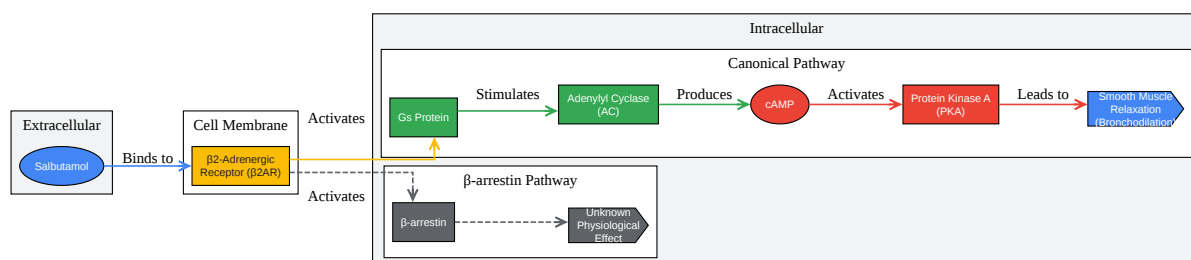 Intracellular
Canonical Pathway
Extracellular
Salbutamol
Binds to
Cell Membrane
β2-Adrenergic
Receptor (β2AR)
Activates
Gs Protein
Stimulates
Adenylyl Cyclase
(AC)
Produces
cAMP
Activates
Protein Kinase A
(PKA)
Leads to
Smooth Muscle
Relaxation
(Bronchodilation)
Activates
β-arrestin Pathway
β-arrestin
Unknown
Physiological
Effect